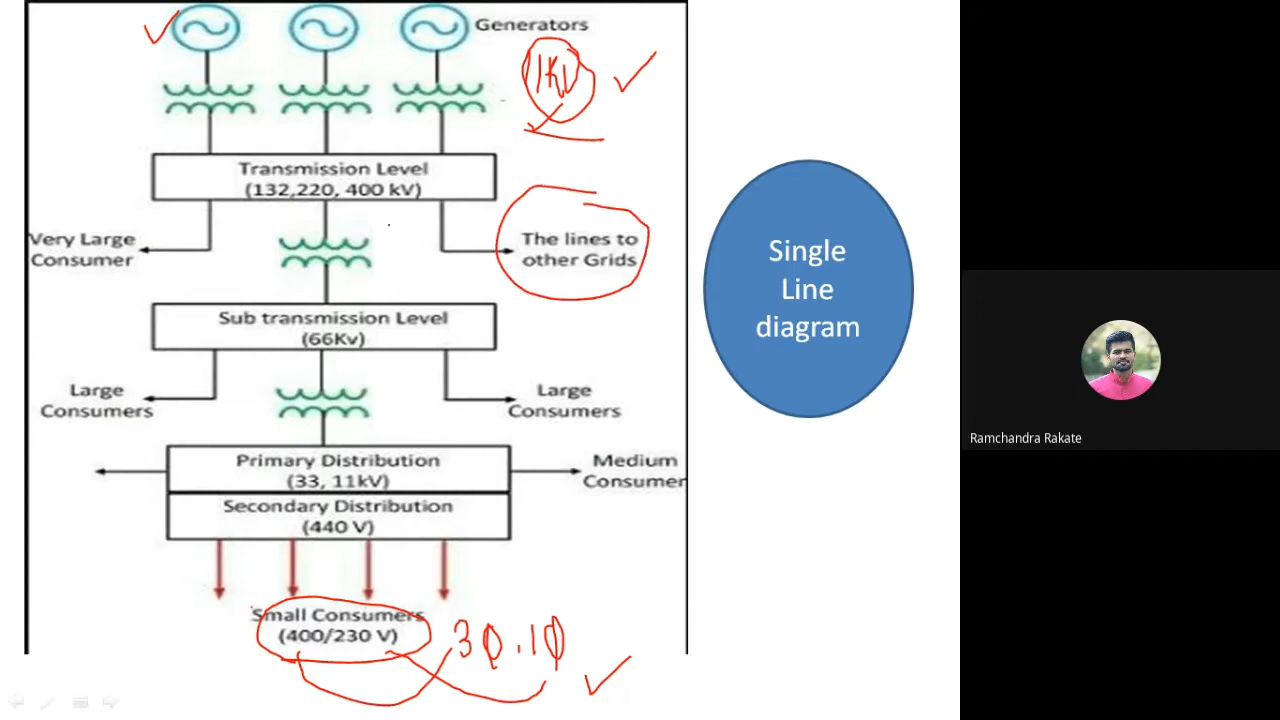 Generators
11KV
Transmission Level
(132,220, 400 kV)
Very Large
Consumer
The lines to
other Grids
Sub transmission Level
(66Kv)
Large
Consumers
Large
Consumers
Primary Distribution
(33, 11kV)
Medium
Consumer
Secondary Distribution
(440 V)
Small Consumers
(400/230 V)
3φ.1φ
Single
Line
diagram
Ramchandra Rakate